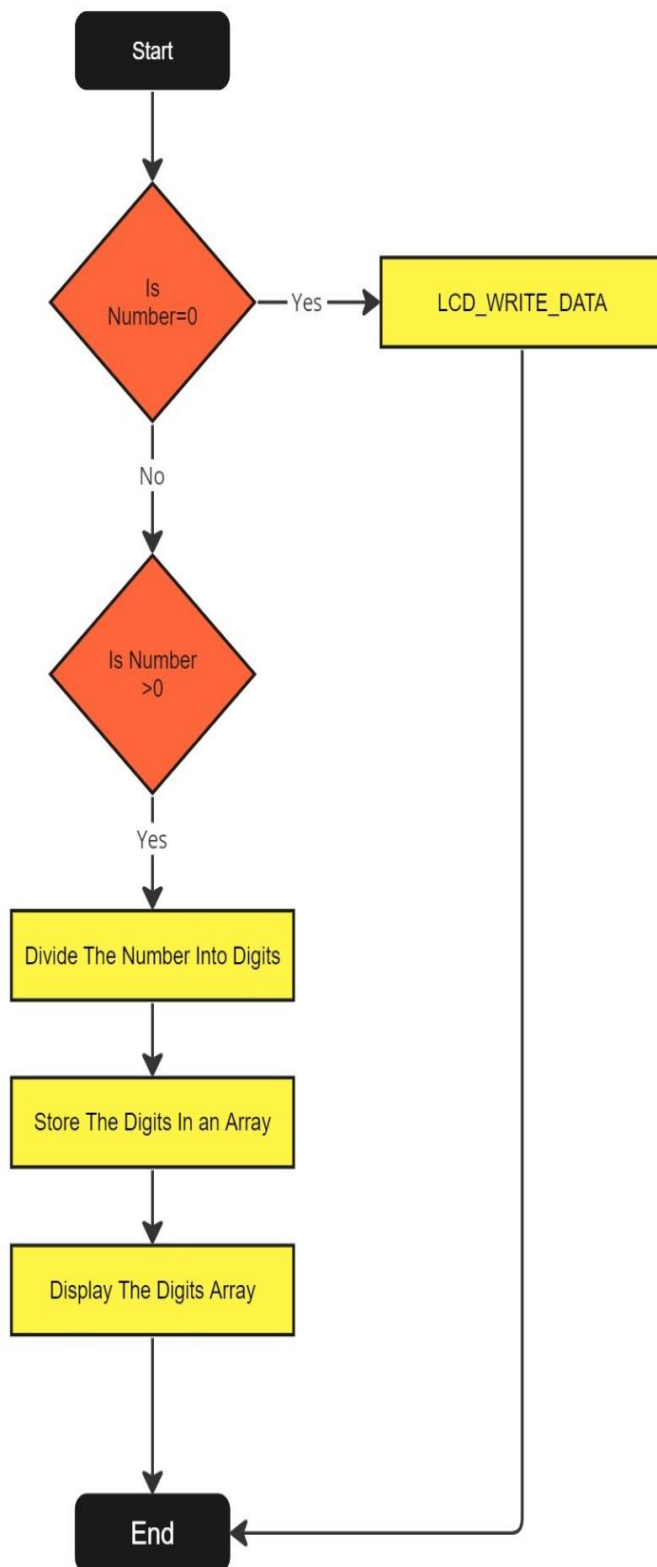 Start
Is
Number=0
Yes
LCD_WRITE_DATA
No
Is Number
>0
Yes
Divide The Number Into Digits
Store The Digits In an Array
Display The Digits Array
End